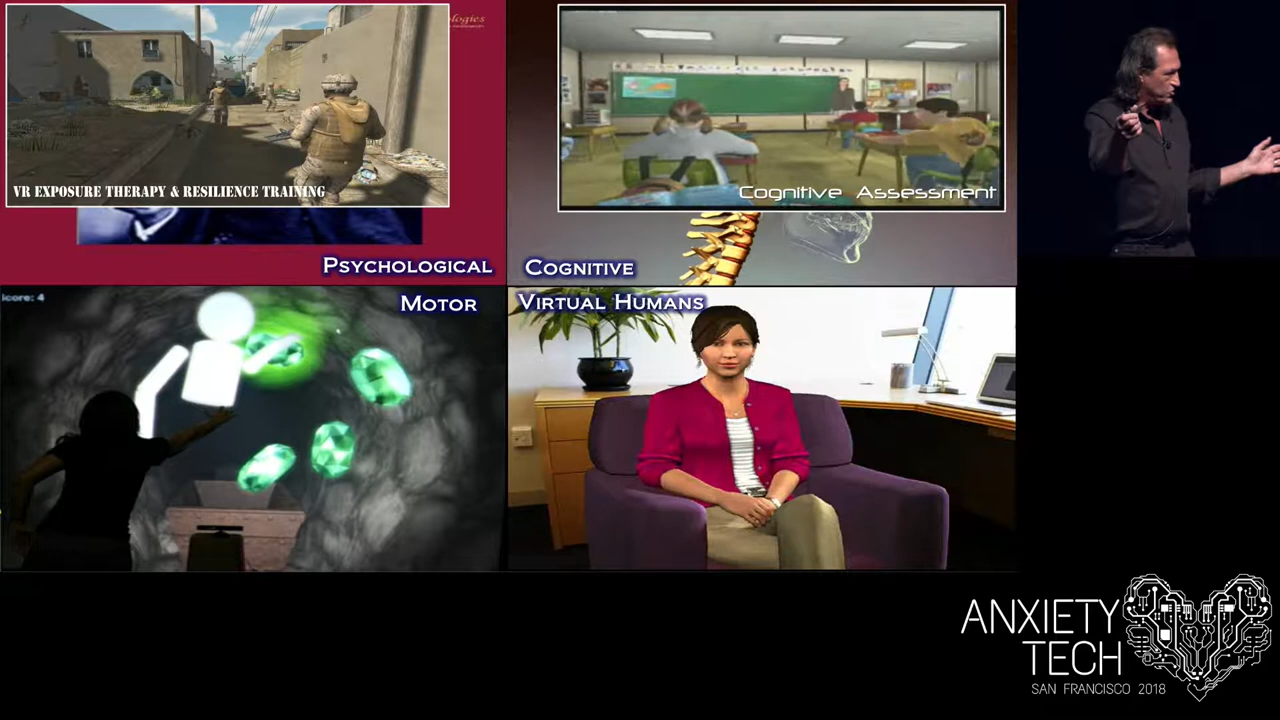 ologies
VR EXPOSURE THERAPY & RESILIENCE TRAINING
Cognitive Assessment
PSYCHOLOGICAL
COGNITIVE
score: 4
MOTOR
VIRTUAL HUMANS
ANXIETY
TECH
SAN FRANCISCO 2018